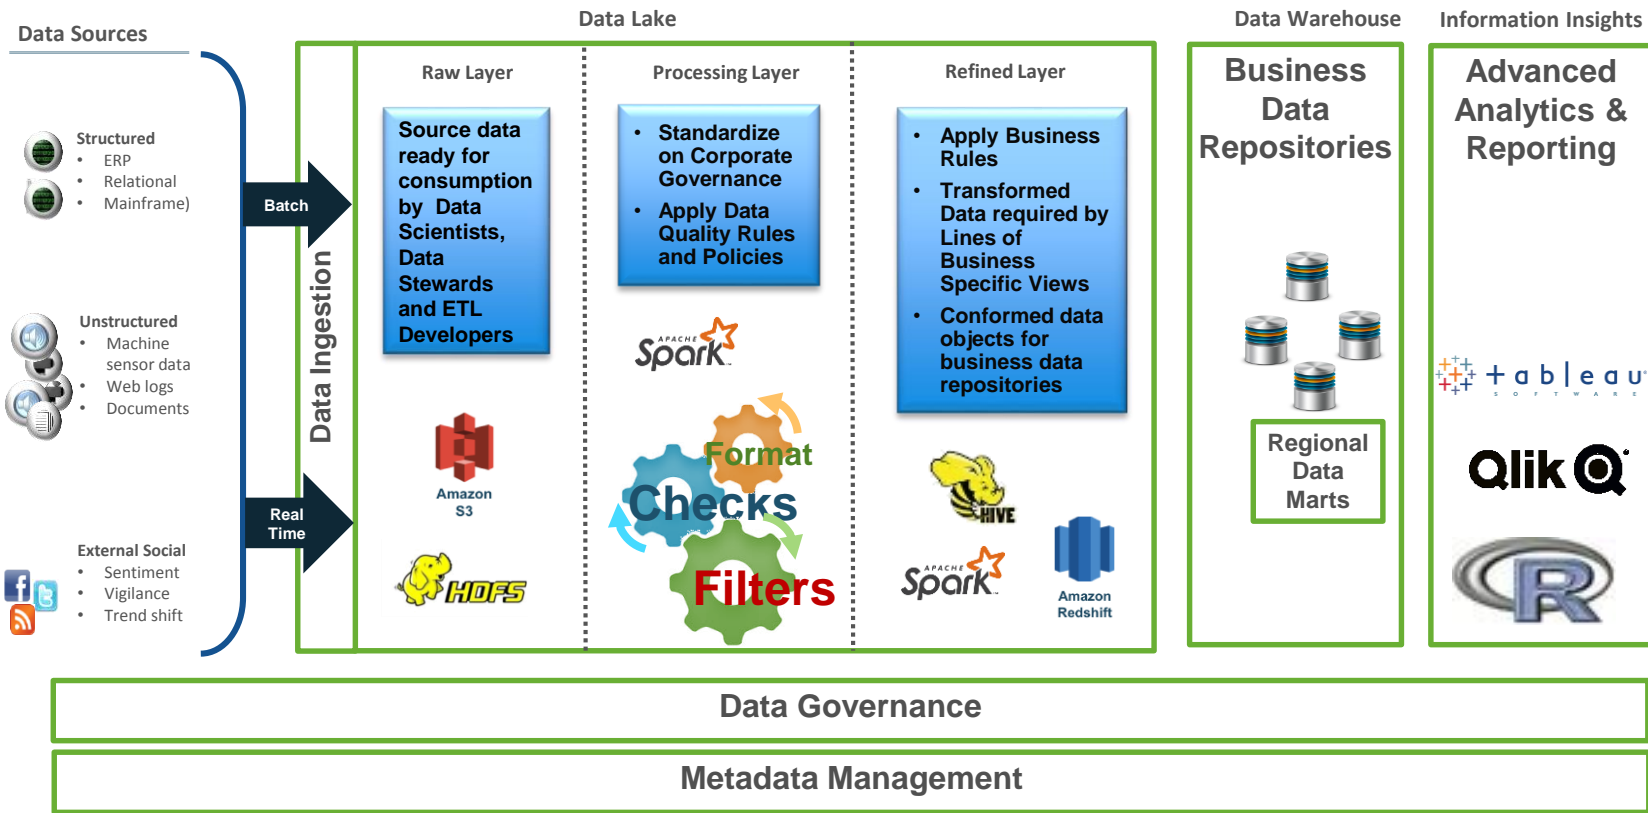 Data Sources
Structured
• ERP
• Relational
• Mainframe)
Unstructured
• Machine
sensor data
• Web logs
• Documents
External Social
• Sentiment
• Vigilance
• Trend shift
Batch
Real
Time
Data Ingestion
Data Lake
Raw Layer
Source data
ready for
consumption
by Data
Scientists,
Data
Stewards
and ETL
Developers
Amazon
S3
HDFS
Processing Layer
• Standardize
on Corporate
Governance
• Apply Data
Quality Rules
and Policies
APACHE
Spark
Format
Checks
Filters
Refined Layer
• Apply Business
Rules
• Transformed
Data required by
Lines of
Business
Specific Views
• Conformed data
objects for
business data
repositories
HIVE
APACHE
Spark
Amazon
Redshift
Data Warehouse
Business
Data
Repositories
Regional
Data
Marts
Information Insights
Advanced
Analytics &
Reporting
+ableau
SOFTWARE
Qlik
R
Data Governance
Metadata Management